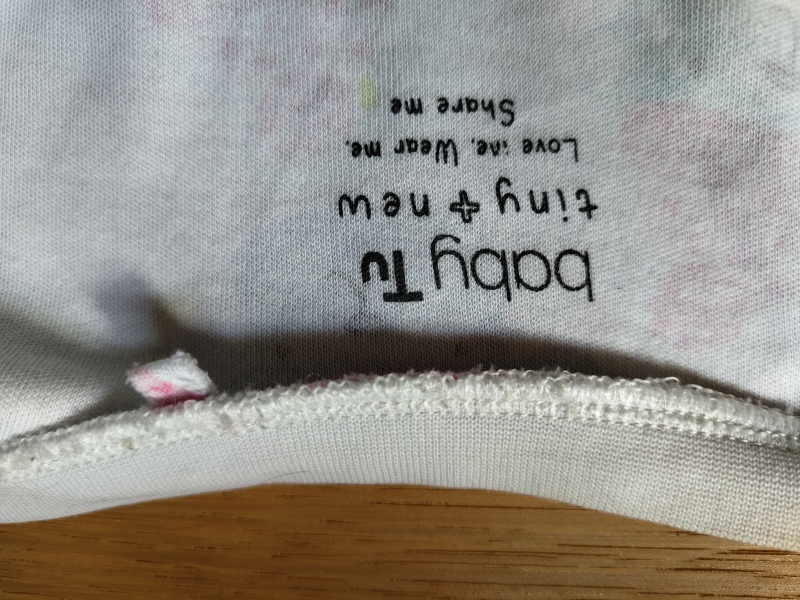 baby Tu
tiny + new
Love me. Wear me.
Share me